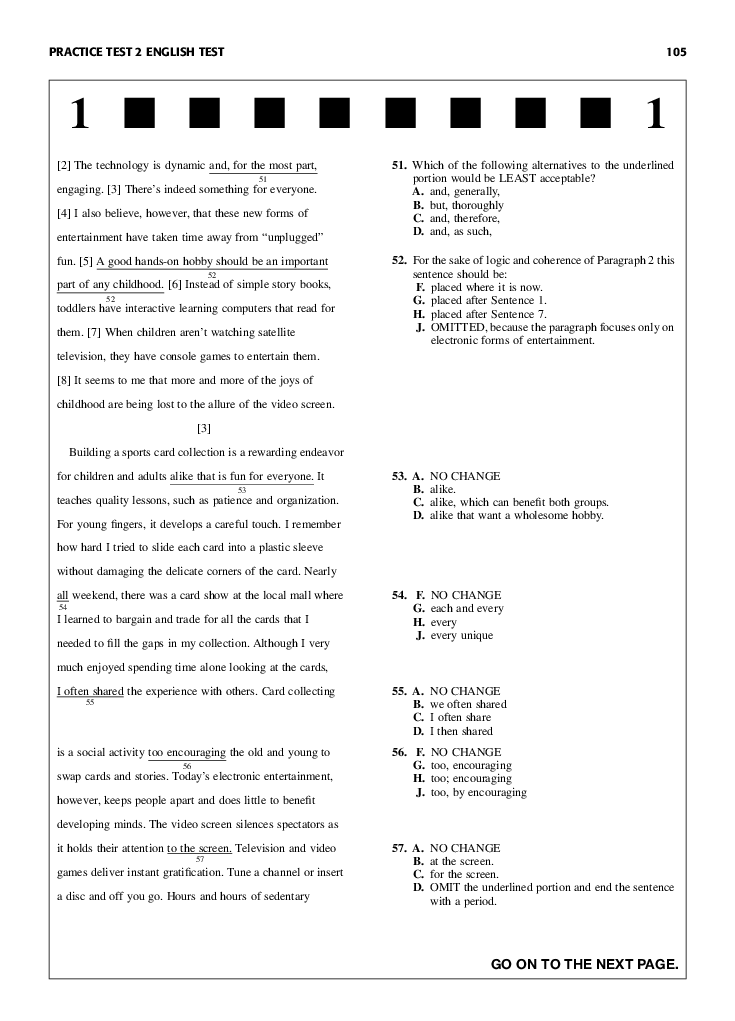 PRACTICE TEST 2 ENGLISH TEST 105
1 1
[2] The technology is dynamic and, for the most part,
51
engaging. [3] There's indeed something for everyone.
[4] I also believe, however, that these new forms of
entertainment have taken time away from “unplugged”
fun. [5] A good hands-on hobby should be an important
52
part of any childhood. [6] Instead of simple story books,
52
toddlers have interactive learning computers that read for
them. [7] When children aren't watching satellite
television, they have console games to entertain them.
[8] It seems to me that more and more of the joys of
childhood are being lost to the allure of the video screen.
[3]
Building a sports card collection is a rewarding endeavor
for children and adults alike that is fun for everyone. It
53
teaches quality lessons, such as patience and organization.
For young fingers, it develops a careful touch. I remember
how hard I tried to slide each card into a plastic sleeve
without damaging the delicate corners of the card. Nearly
all weekend, there was a card show at the local mall where
54
I learned to bargain and trade for all the cards that I
needed to fill the gaps in my collection. Although I very
much enjoyed spending time alone looking at the cards,
I often shared the experience with others. Card collecting
55
is a social activity too encouraging the old and young to
56
swap cards and stories. Today's electronic entertainment,
however, keeps people apart and does little to benefit
developing minds. The video screen silences spectators as
it holds their attention to the screen. Television and video
57
games deliver instant gratification. Tune a channel or insert
a disc and off you go. Hours and hours of sedentary
51. Which of the following alternatives to the underlined
portion would be LEAST acceptable?
A. and, generally,
B. but, thoroughly
C. and, therefore,
D. and, as such,
52. For the sake of logic and coherence of Paragraph 2 this
sentence should be:
F. placed where it is now.
G. placed after Sentence 1.
H. placed after Sentence 7.
J. OMITTED, because the paragraph focuses only on
electronic forms of entertainment.
53. A. NO CHANGE
B. alike.
C. alike, which can benefit both groups.
D. alike that want a wholesome hobby.
54. F. NO CHANGE
G. each and every
H. every
J. every unique
55. A. NO CHANGE
B. we often shared
C. I often share
D. I then shared
56. F. NO CHANGE
G. too, encouraging
H. too; encouraging
J. too, by encouraging
57. A. NO CHANGE
B. at the screen.
C. for the screen.
D. OMIT the underlined portion and end the sentence
with a period.
GO ON TO THE NEXT PAGE.